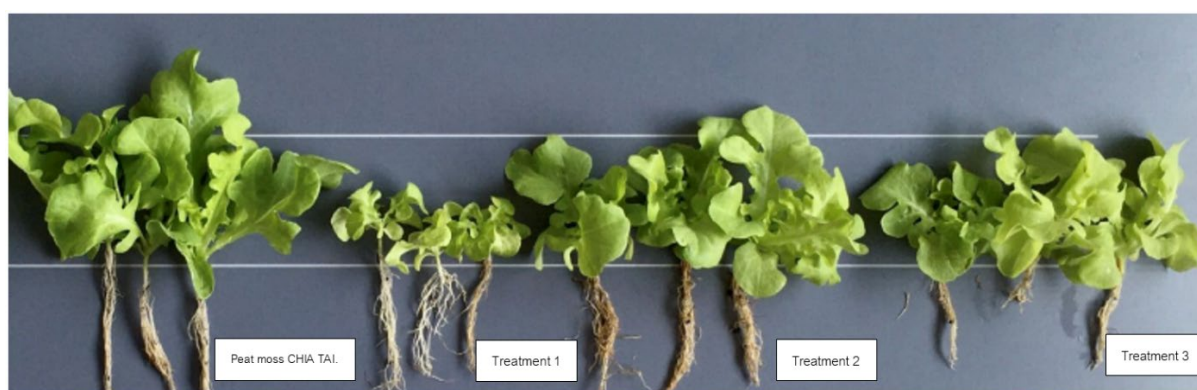 Peat moss CHIA TAI.
Treatment 1
Treatment 2
Treatment 3